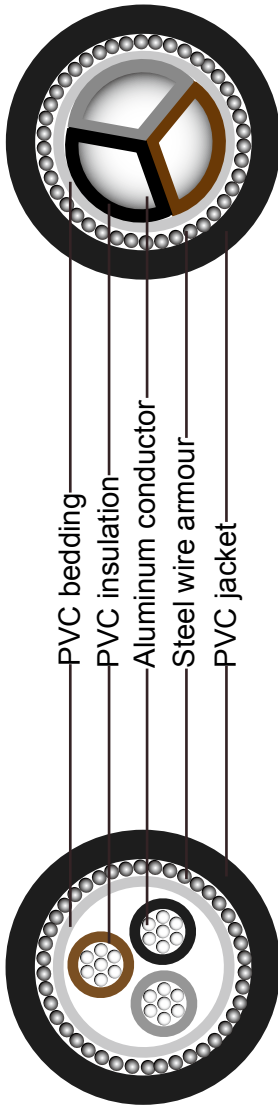 PVC bedding
PVC insulation
Aluminum conductor
Steel wire armour
PVC jacket